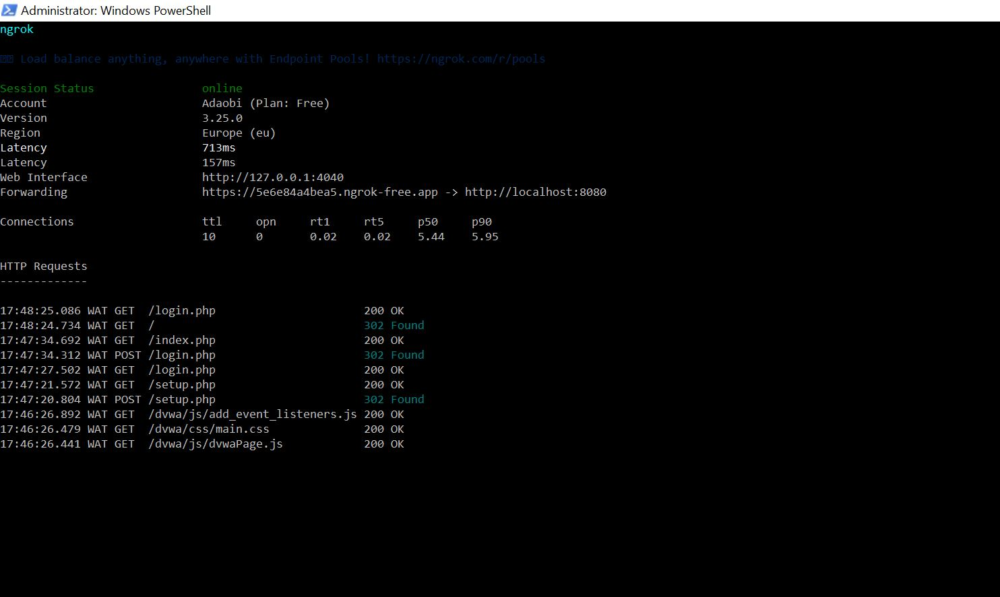 Administrator: Windows PowerShell
ngrok
Load balance anything, anywhere with Endpoint Pools! https://ngrok.com/r/pools
Session Status online
Account Adaobi (Plan: Free)
Version 3.25.0
Region Europe (eu)
Latency 713ms
Latency 157ms
Web Interface http://127.0.0.1:4040
Forwarding https://5e6e84a4bea5.ngrok-free.app -> http://localhost:8080
Connections ttl opn rt1 rt5 p50 p90
10 0 0.02 0.02 5.44 5.95
HTTP Requests
-------------
17:48:25.086 WAT GET /login.php 200 OK
17:48:24.734 WAT GET / 302 Found
17:47:34.692 WAT GET /index.php 200 OK
17:47:34.312 WAT POST /login.php 302 Found
17:47:27.502 WAT GET /login.php 200 OK
17:47:21.572 WAT GET /setup.php 200 OK
17:47:20.804 WAT POST /setup.php 302 Found
17:46:26.892 WAT GET /dvwa/js/add_event_listeners.js 200 OK
17:46:26.479 WAT GET /dvwa/css/main.css 200 OK
17:46:26.441 WAT GET /dvwa/js/dvwaPage.js 200 OK